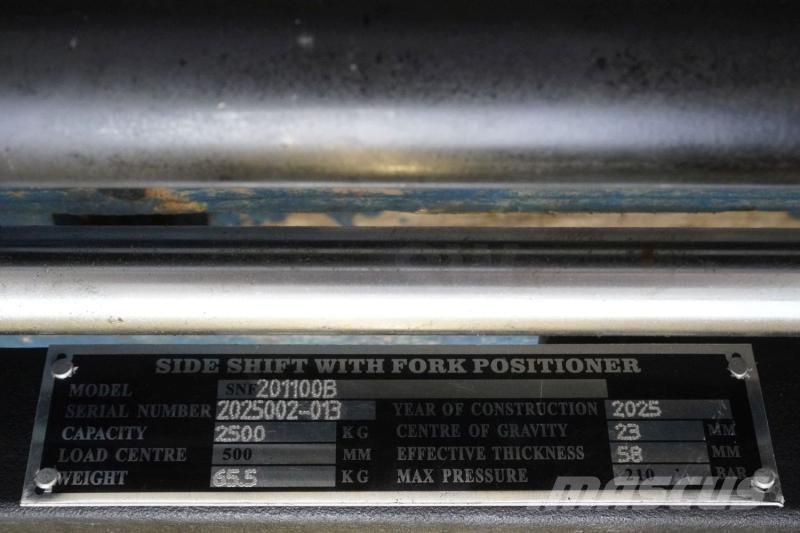 SIDE SHIFT WITH FORK POSITIONER
MODEL SNF201100B
SERIAL NUMBER Z025002-013 YEAR OF CONSTRUCTION 2025
CAPACITY 2500 KG CENTRE OF GRAVITY 23 MM
LOAD CENTRE 500 MM EFFECTIVE THICKNESS 58 MM
WEIGHT 65.5 KG MAX PRESSURE 210 BAR
MASCUS